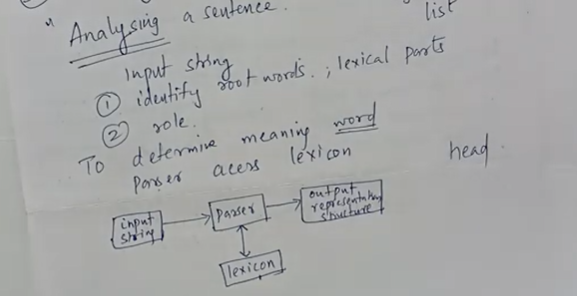 " Analysing a sentence.
list
Input string
① identify root words. ; lexical parts
② role.
To determine meaning word
Parser acess lexicon
head
input string
Parser
output representating structure
lexicon